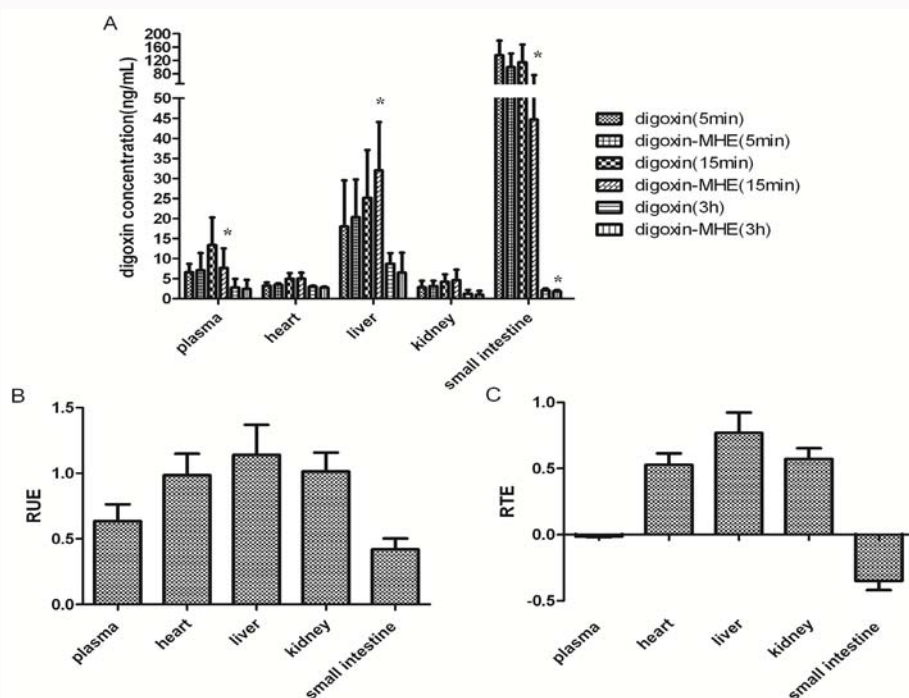 A
digoxin concentration(ng/mL)
160
120
80
50
45
40
35
30
25
20
15
10
5
0
*
*
*
*
plasma
heart
liver
kidney
small intestine
digoxin(5min)
digoxin-MHE(5min)
digoxin(15min)
digoxin-MHE(15min)
digoxin(3h)
digoxin-MHE(3h)
B
RUE
1.5
1.0
0.5
0.0
plasma
heart
liver
kidney
small intestine
C
RTE
1.0
0.5
0.0
-0.5
plasma
heart
liver
kidney
small intestine